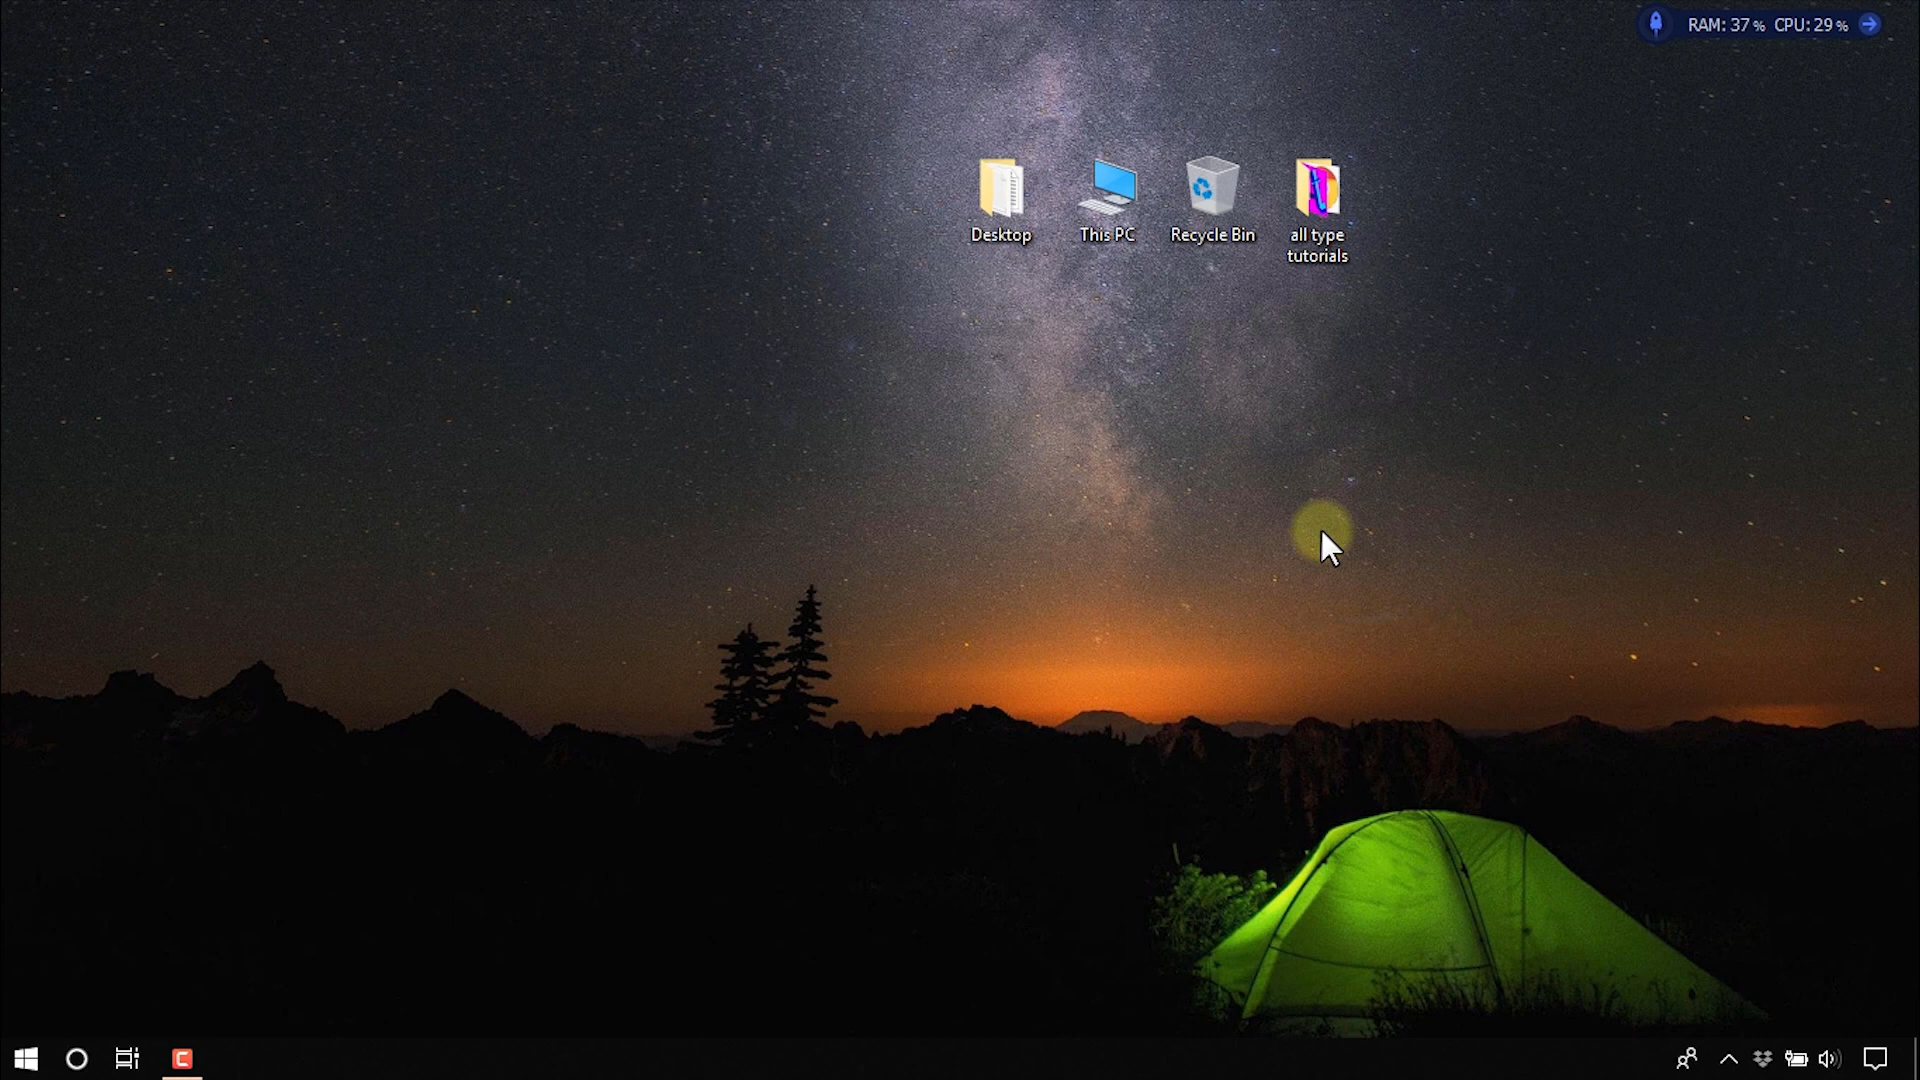 RAM: 37 % CPU: 29 %
Desktop
This PC
Recycle Bin
all type
tutorials